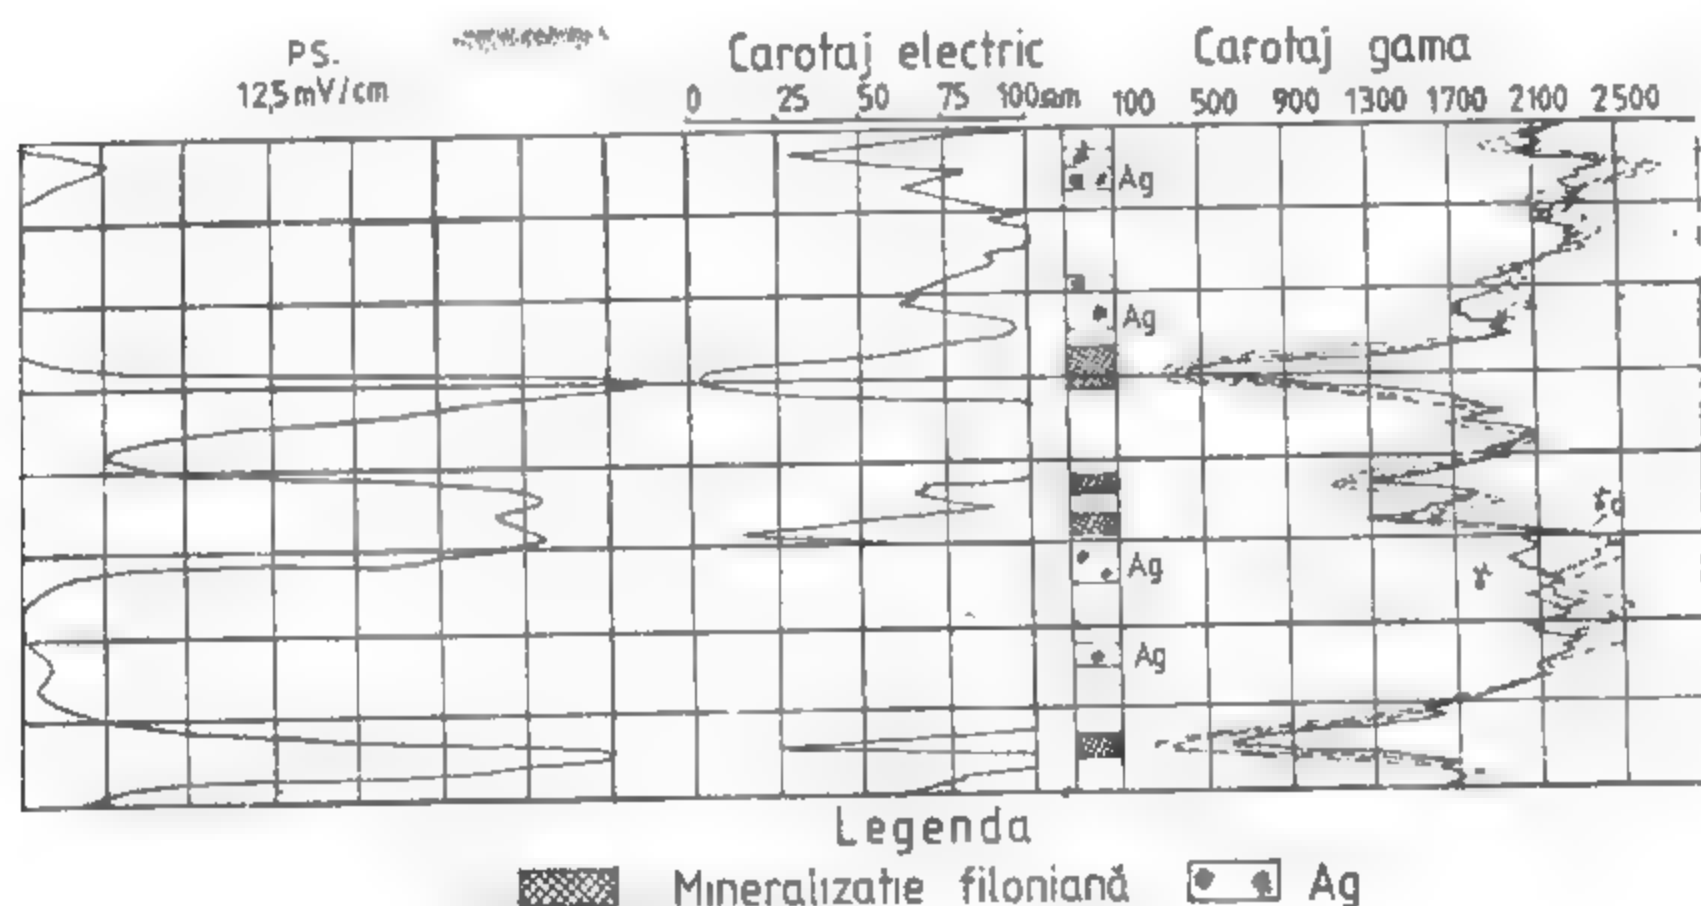 PS.
12,5 mV/cm
Carotaj electric
0 25 50 75 100
Carotaj gama
100 500 900 1300 1700 2100 2500
Ag
Ag
Ag
Ag
γ
Legenda
Mineralizatie filoniană
Ag